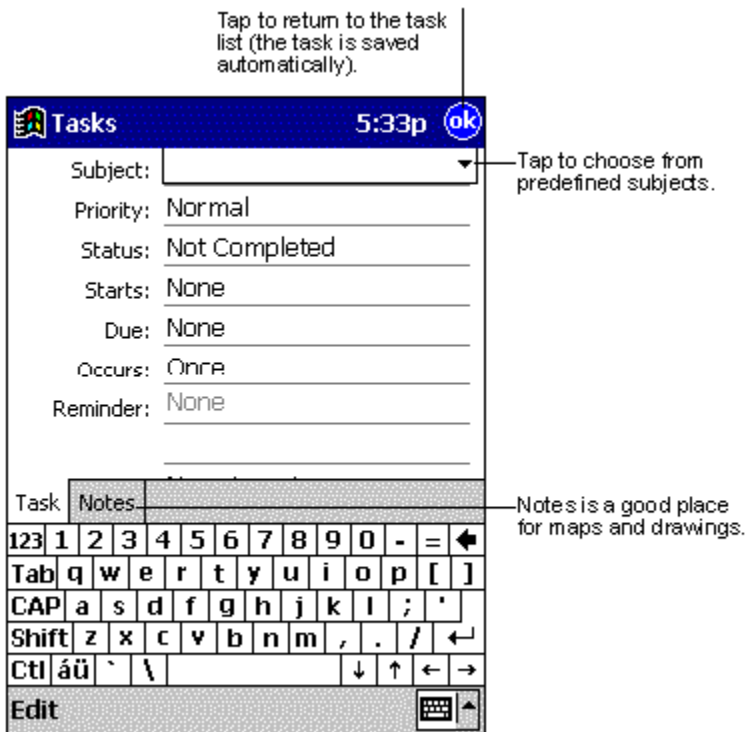 Tap to return to the task
list (the task is saved
automatically).
Tasks 5:33p ok
Subject:
Tap to choose from
predefined subjects.
Priority: Normal
Status: Not Completed
Starts: None
Due: None
Occurs: Once
Reminder: None
Task Notes
Notes is a good place
for maps and drawings.
123 1 2 3 4 5 6 7 8 9 0 - =
Tab q w e r t y u i o p [ ]
CAP a s d f g h j k l ; '
Shift z x c v b n m , . /
Ctl áü ` \ ↓ ↑ ← →
Edit